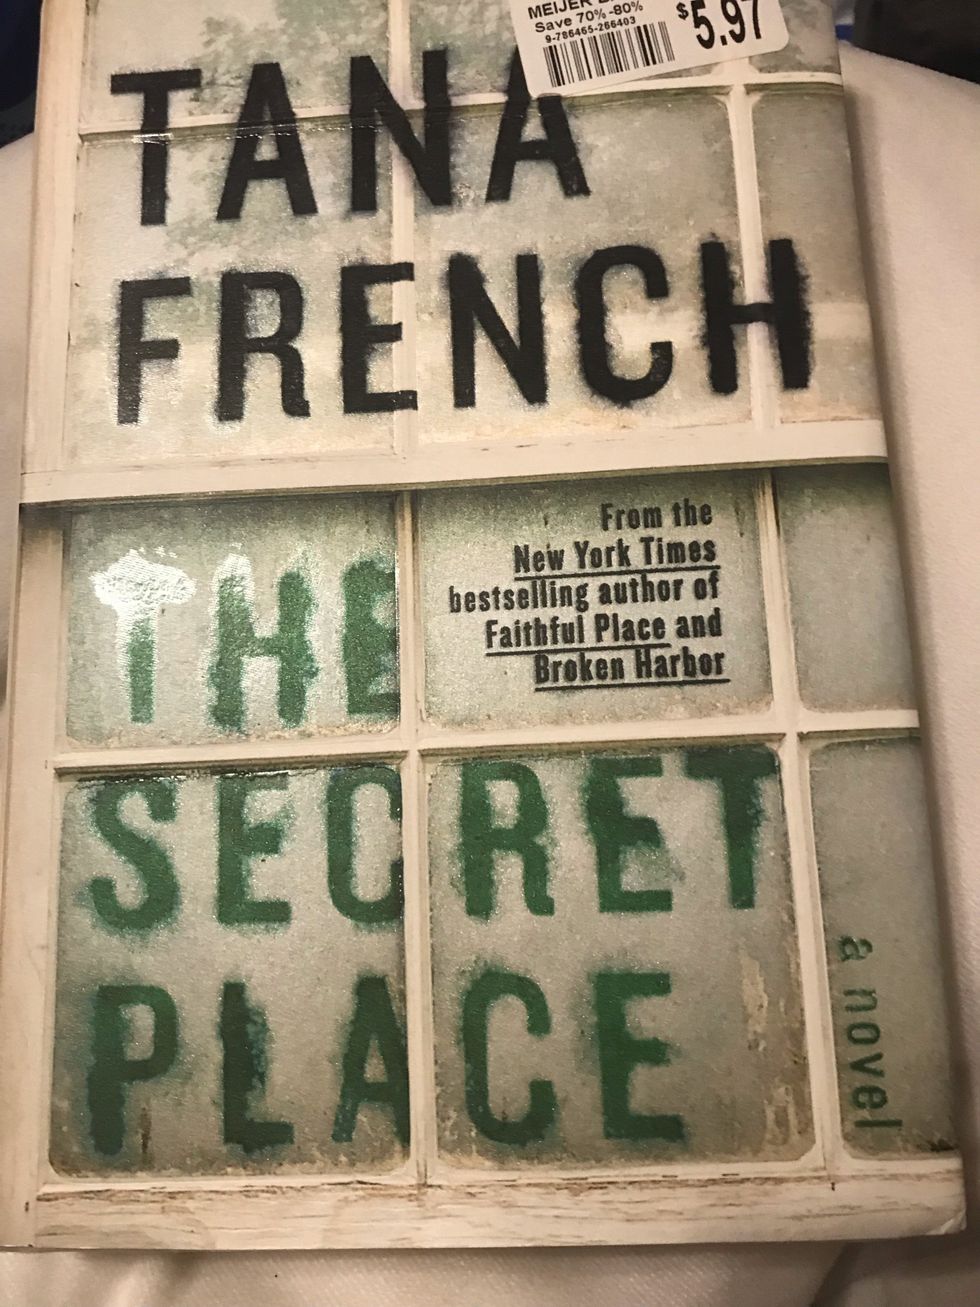 MEIJER
Save 70%-80%
9-786465-266403
$5.97
TANA
FRENCH
From the
New York Times
bestselling author of
Faithful Place and
Broken Harbor
THE
SECRET
PLACE
a novel